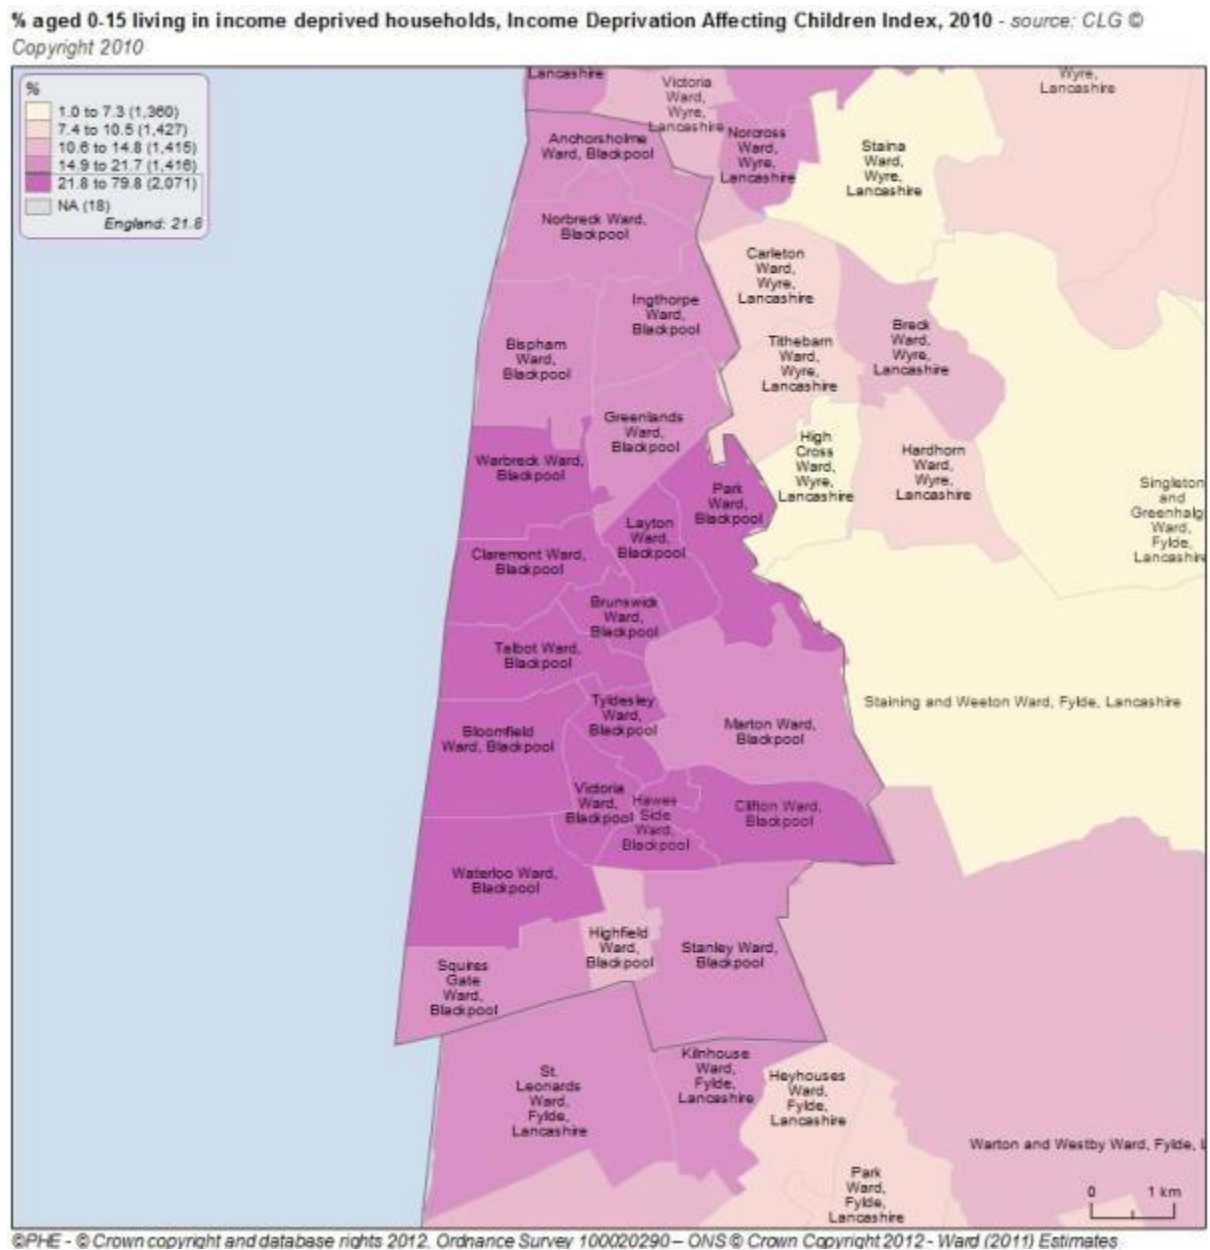 % aged 0-15 living in income deprived households, Income Deprivation Affecting Children Index, 2010 - source: CLG ©
Copyright 2010
%
1.0 to 7.3 (1,360)
7.4 to 10.5 (1,427)
10.6 to 14.8 (1,415)
14.9 to 21.7 (1,416)
21.8 to 79.8 (2,071)
NA (18)
England: 21.8
Lancashire
Victoria
Ward,
Wyre,
Lancashire
Wyre,
Lancashire
Anchorsholme
Ward, Blackpool
Norcross
Ward,
Wyre,
Lancashire
Staina
Ward,
Wyre,
Lancashire
Norbreck Ward,
Blackpool
Carleton
Ward,
Wyre,
Lancashire
Ingthorpe
Ward,
Blackpool
Bispham
Ward,
Blackpool
Tithebarn
Ward,
Wyre,
Lancashire
Breck
Ward,
Wyre,
Lancashire
Greenlands
Ward,
Blackpool
Warbreck Ward,
Blackpool
High
Cross
Ward,
Wyre,
Lancashire
Hardhorn
Ward,
Wyre,
Lancashire
Park
Ward,
Blackpool
Singleton
and
Greenhalg
Ward,
Fylde,
Lancashire
Layton
Ward,
Blackpool
Claremont Ward,
Blackpool
Brunswick
Ward,
Blackpool
Talbot Ward,
Blackpool
Tyldesley
Ward,
Blackpool
Staining and Weeton Ward, Fylde, Lancashire
Marton Ward,
Blackpool
Bloomfield
Ward, Blackpool
Victoria
Ward,
Blackpool
Hawes
Side
Ward,
Blackpool
Clifton Ward,
Blackpool
Waterloo Ward,
Blackpool
Highfield
Ward,
Blackpool
Stanley Ward,
Blackpool
Squires
Gate
Ward,
Blackpool
Kilnhouse
Ward,
Fylde,
Lancashire
St.
Leonards
Ward,
Fylde,
Lancashire
Heyhouses
Ward,
Fylde,
Lancashire
Warton and Westby Ward, Fylde, L
Park
Ward,
Fylde,
Lancashire
0 1 km
©PHE - © Crown copyright and database rights 2012, Ordnance Survey 100020290 – ONS © Crown Copyright 2012 - Ward (2011) Estimates